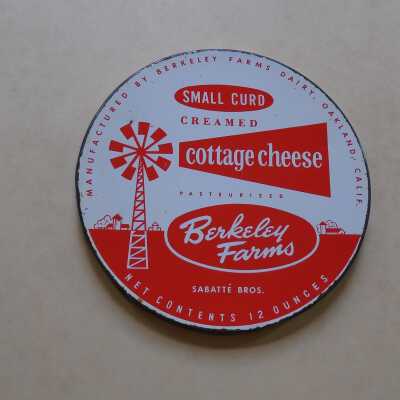 MANUFACTURED BY BERKELEY FARMS DAIRY, OAKLAND, CALIF.
SMALL CURD
CREAMED
cottage cheese
PASTEURIZED
Berkeley
Farms
SABATTÉ BROS.
NET CONTENTS 12 OUNCES